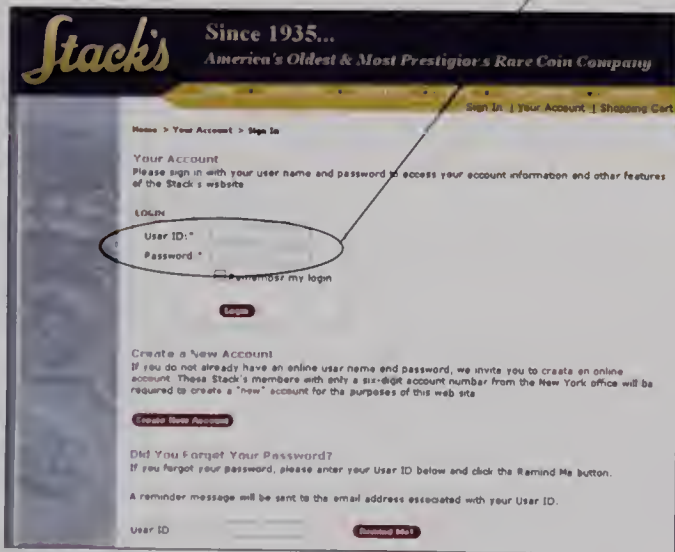 Stack's
Since 1935...
America's Oldest & Most Prestigiors Rare Coin Company
Sign In | Your Account | Shopping Cart
Home > Your Account > Sign In
Your Account
Please sign in with your user name and password to access your account information and other features
of the Stack s website
LOGIN
User ID:*
Password *
Remember my login
Login
Create a New Account
If you do not already have an online user name and password, we invite you to create an online
account. These Stack's members with only a six-digit account number from the New York office will be
required to create a "new" account for the purposes of this web site
Create New Account
Did You Forget Your Password?
If you forgot your password, please enter your User ID below and click the Remind Me button.
A reminder message will be sent to the email address associated with your User ID.
User ID
Remind Me!